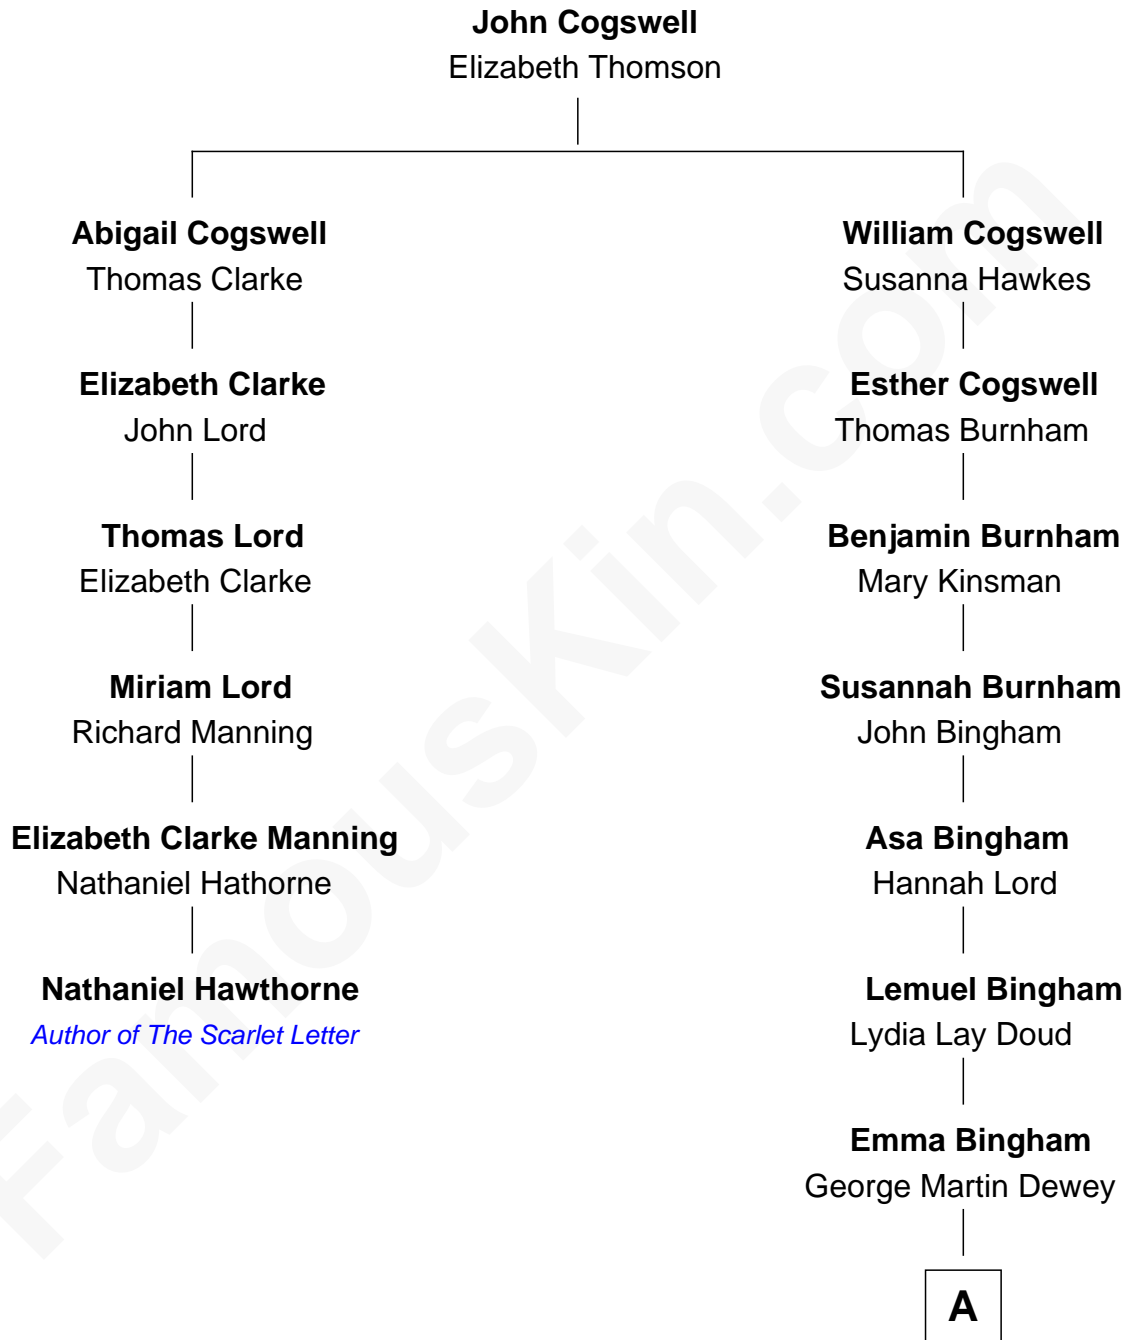 John Cogswell
Elizabeth Thomson
Abigail Cogswell
Thomas Clarke
William Cogswell
Susanna Hawkes
Elizabeth Clarke
John Lord
Esther Cogswell
Thomas Burnham
Thomas Lord
Elizabeth Clarke
Benjamin Burnham
Mary Kinsman
Miriam Lord
Richard Manning
Susannah Burnham
John Bingham
Elizabeth Clarke Manning
Nathaniel Hathorne
Asa Bingham
Hannah Lord
Nathaniel Hawthorne
Author of The Scarlet Letter
Lemuel Bingham
Lydia Lay Doud
Emma Bingham
George Martin Dewey
A
FamousKin.com